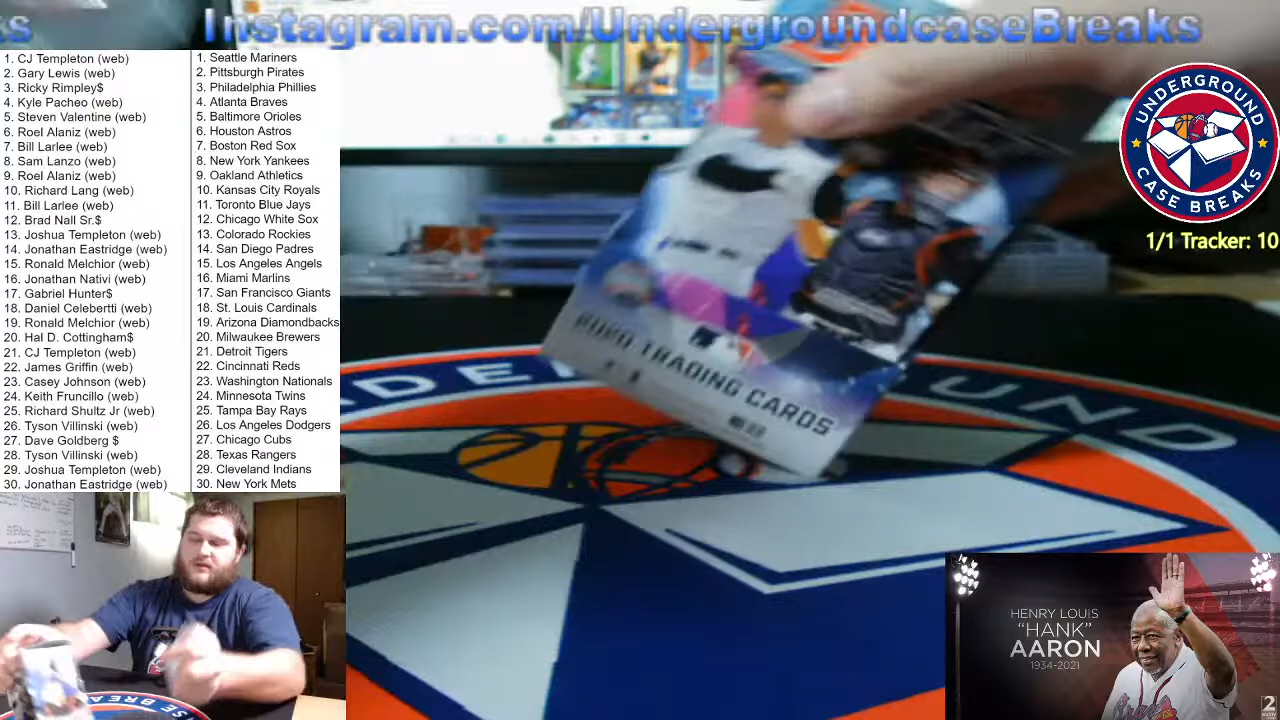 ks
Instagram.com/UndergroundcaseBreaks
1. CJ Templeton (web)
2. Gary Lewis (web)
3. Ricky Rimpley$
4. Kyle Pacheo (web)
5. Steven Valentine (web)
6. Roel Alaniz (web)
7. Bill Larlee (web)
8. Sam Lanzo (web)
9. Roel Alaniz (web)
10. Richard Lang (web)
11. Bill Larlee (web)
12. Brad Nall Sr.$
13. Joshua Templeton (web)
14. Jonathan Eastridge (web)
15. Ronald Melchior (web)
16. Jonathan Nativi (web)
17. Gabriel Hunter$
18. Daniel Celebertti (web)
19. Ronald Melchior (web)
20. Hal D. Cottingham$
21. CJ Templeton (web)
22. James Griffin (web)
23. Casey Johnson (web)
24. Keith Fruncillo (web)
25. Richard Shultz Jr (web)
26. Tyson Villinski (web)
27. Dave Goldberg $
28. Tyson Villinski (web)
29. Joshua Templeton (web)
30. Jonathan Eastridge (web)
1. Seattle Mariners
2. Pittsburgh Pirates
3. Philadelphia Phillies
4. Atlanta Braves
5. Baltimore Orioles
6. Houston Astros
7. Boston Red Sox
8. New York Yankees
9. Oakland Athletics
10. Kansas City Royals
11. Toronto Blue Jays
12. Chicago White Sox
13. Colorado Rockies
14. San Diego Padres
15. Los Angeles Angels
16. Miami Marlins
17. San Francisco Giants
18. St. Louis Cardinals
19. Arizona Diamondbacks
20. Milwaukee Brewers
21. Detroit Tigers
22. Cincinnati Reds
23. Washington Nationals
24. Minnesota Twins
25. Tampa Bay Rays
26. Los Angeles Dodgers
27. Chicago Cubs
28. Texas Rangers
29. Cleveland Indians
30. New York Mets
UNDERGROUND
CASE BREAKS
1/1 Tracker: 10
2020 TRADING CARDS
HENRY LOUIS
"HANK"
AARON
1934-2021
2